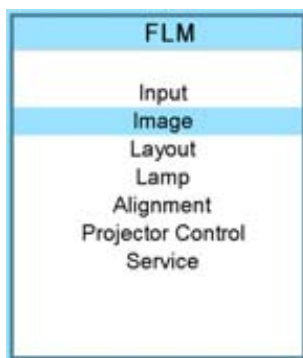 FLM
Input
Image
Layout
Lamp
Alignment
Projector Control
Service